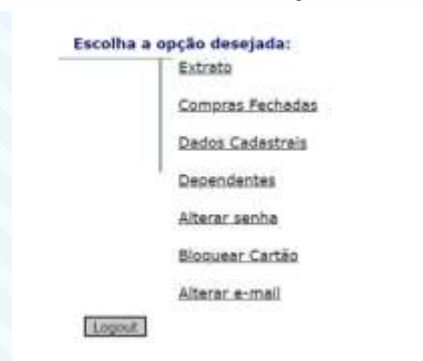 Escolha a opção desejada:
Extrato
Compras Fechadas
Dados Cadastrais
Dependentes
Alterar senha
Bloquear Cartão
Alterar e-mail
Logout